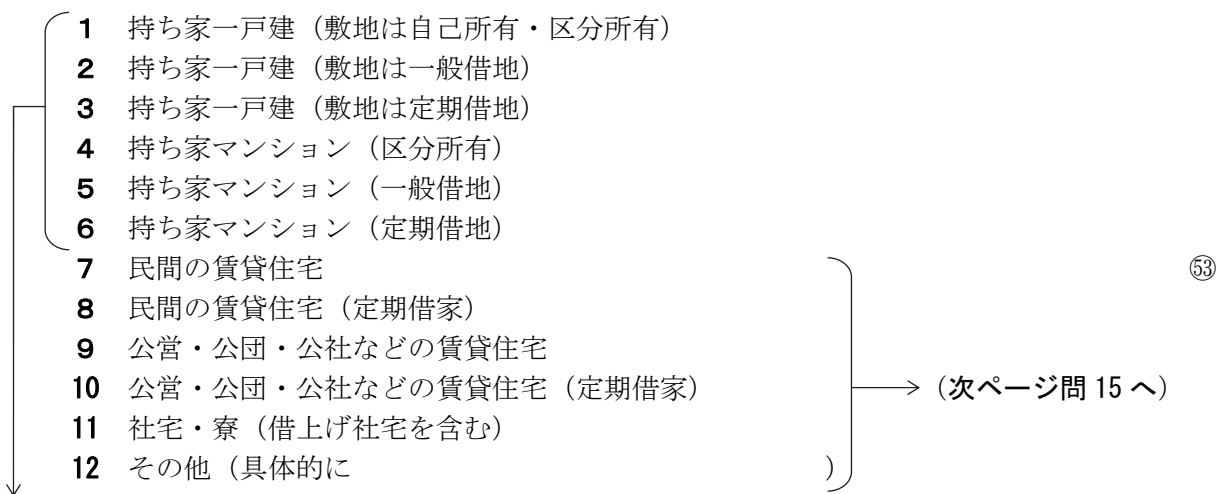 1 持ち家一戸建（敷地は自己所有・区分所有）
2 持ち家一戸建（敷地は一般借地）
3 持ち家一戸建（敷地は定期借地）
4 持ち家マンション（区分所有）
5 持ち家マンション（一般借地）
6 持ち家マンション（定期借地）
7 民間の賃貸住宅 ㊾
8 民間の賃貸住宅（定期借家）
9 公営・公団・公社などの賃貸住宅
10 公営・公団・公社などの賃貸住宅（定期借家） （次ページ問 15 へ）
11 社宅・寮（借上げ社宅を含む）
12 その他（具体的に ）